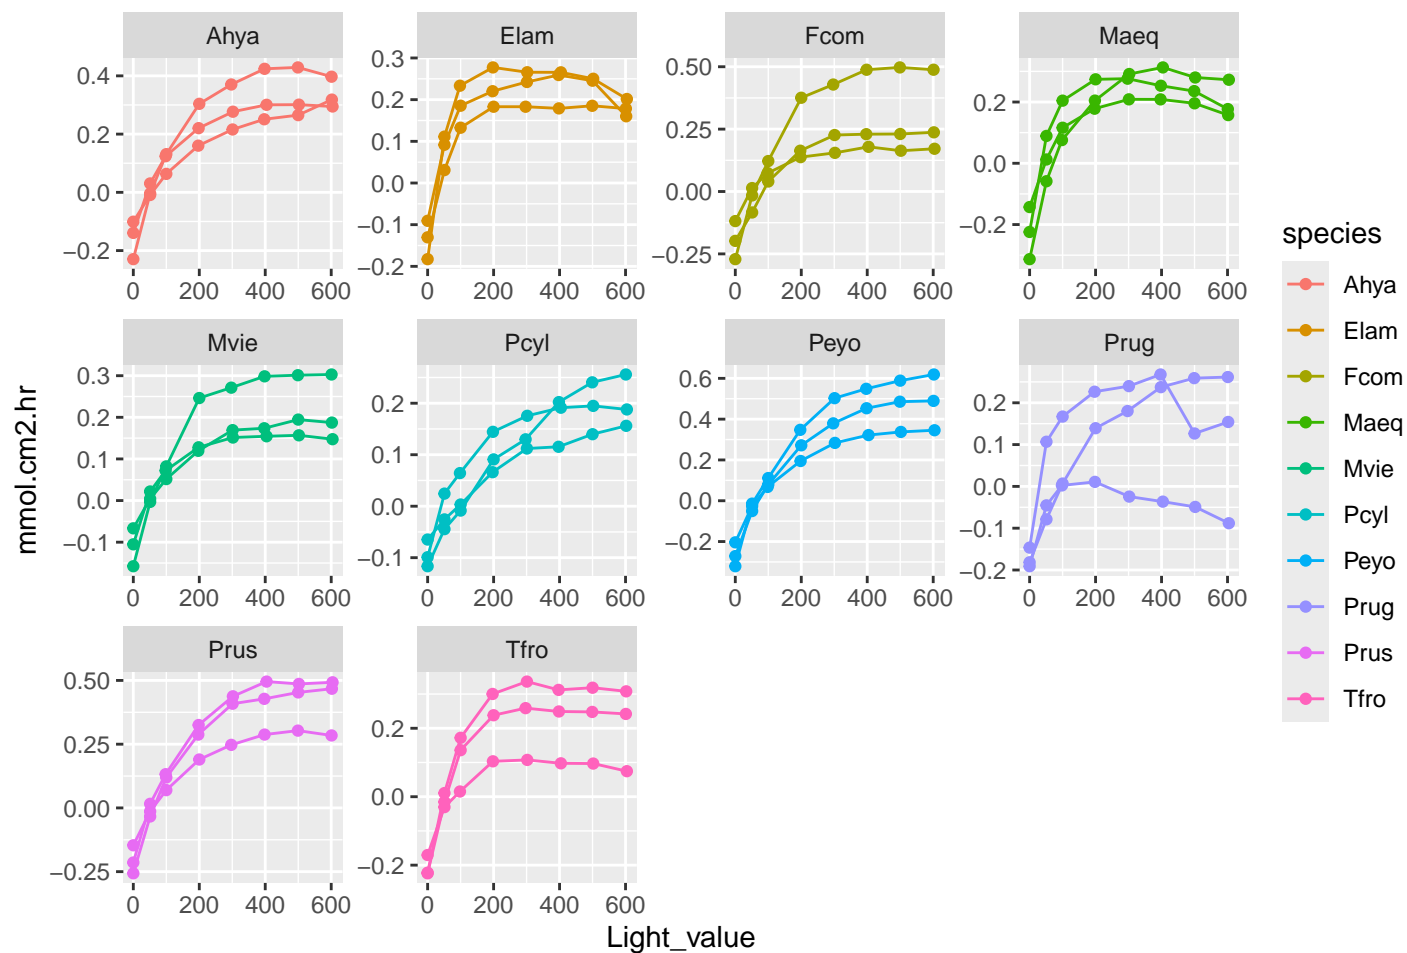 Ahya Elam Fcom Maeq
0.4 0.2 0.0 −0.2
0.3 0.2 0.1 0.0 −0.1 −0.2
0.50 0.25 0.00 −0.25
0.2 0.0 −0.2
0 200 400 600 0 200 400 600 0 200 400 600 0 200 400 600
Mvie Pcyl Peyo Prug
0.3 0.2 0.1 0.0 −0.1
0.2 0.1 0.0 −0.1
0.6 0.4 0.2 0.0 −0.2
0.2 0.1 0.0 −0.1 −0.2
0 200 400 600 0 200 400 600 0 200 400 600 0 200 400 600
Prus Tfro
0.50 0.25 0.00 −0.25
0.2 0.0 −0.2
0 200 400 600 0 200 400 600
Light_value
mmol.cm2.hr
species
Ahya
Elam
Fcom
Maeq
Mvie
Pcyl
Peyo
Prug
Prus
Tfro